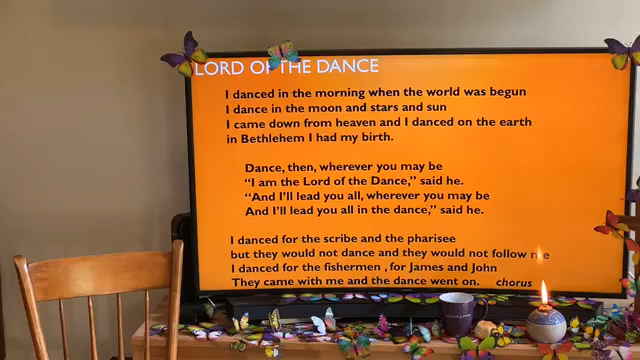 LORD OF THE DANCE
I danced in the morning when the world was begun
I dance in the moon and stars and sun
I came down from heaven and I danced on the earth
in Bethlehem I had my birth.
Dance, then, wherever you may be
“I am the Lord of the Dance,” said he.
“And I’ll lead you all, wherever you may be
And I’ll lead you all in the dance,” said he.
I danced for the scribe and the pharisee
but they would not dance and they would not follow me
I danced for the fishermen , for James and John
They came with me and the dance went on. chorus